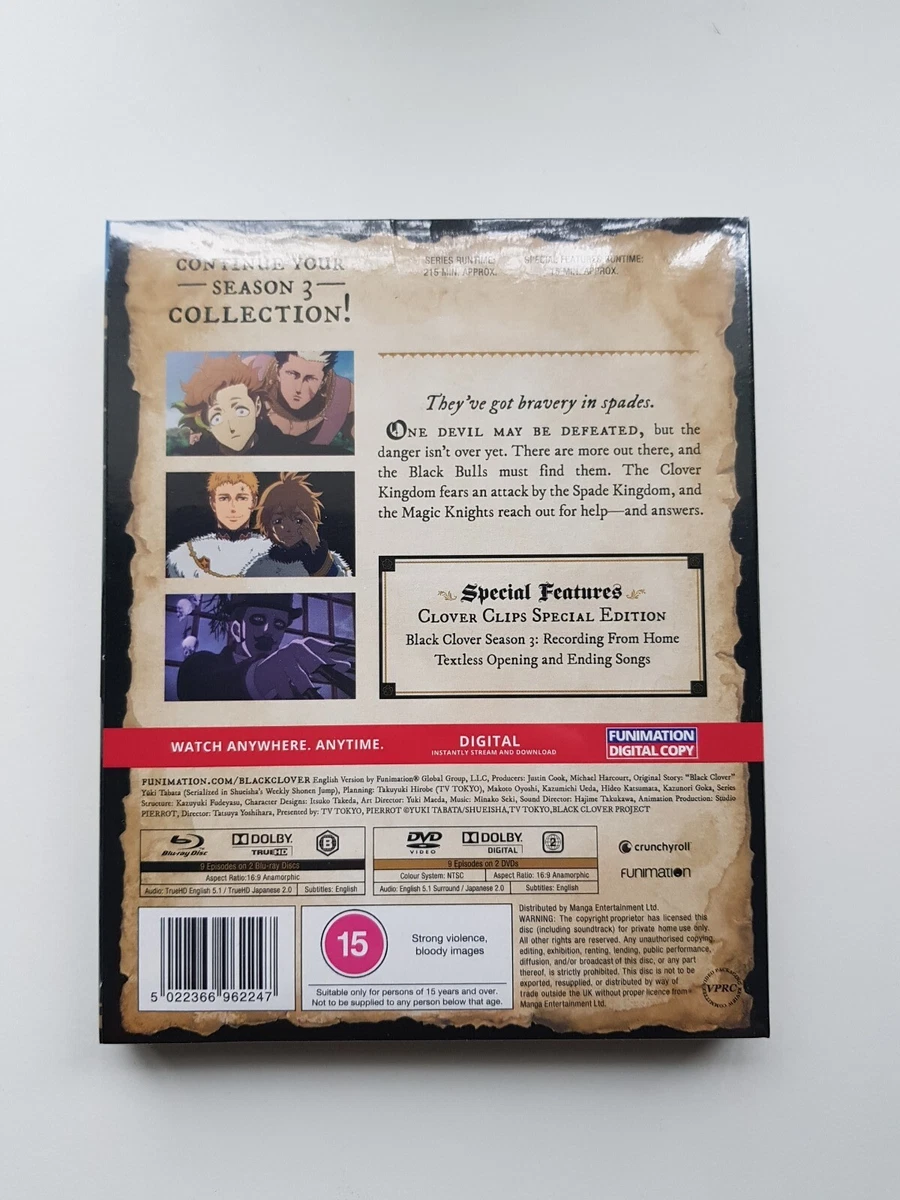 CONTINUE YOUR
SEASON 3
COLLECTION!
SERIES RUNTIME:
215 MIN. APPROX.
SPECIAL FEATURES RUNTIME:
MIN. APPROX.
They've got bravery in spades.
ONE DEVIL MAY BE DEFEATED, but the
danger isn't over yet. There are more out there, and
the Black Bulls must find them. The Clover
Kingdom fears an attack by the Spade Kingdom, and
the Magic Knights reach out for help—and answers.
Special Features
CLOVER CLIPS SPECIAL EDITION
Black Clover Season 3: Recording From Home
Textless Opening and Ending Songs
WATCH ANYWHERE. ANYTIME.
DIGITAL
INSTANTLY STREAM AND DOWNLOAD
FUNIMATION
DIGITAL COPY
FUNIMATION.COM/BLACKCLOVER English Version by Funimation® Global Group, LLC, Producers: Justin Cook, Michael Harcourt, Original Story: "Black Clover"
Yuki Tabata (Serialized in Shueisha's Weekly Shonen Jump), Planning: Takuyuki Hirobe (TV TOKYO), Makoto Oyoshi, Kazumichi Ueda, Hideo Katsumata, Kazunori Goka, Series
Structure: Kazuyuki Fudeyasu, Character Designs: Itsuko Takeda, Art Director: Yuki Maeda, Music: Minako Seki, Sound Director: Hajime Takakuwa, Animation Production: Studio
PIERROT, Director: Tatsuya Yoshihara, Presented by: TV TOKYO, PIERROT ©YUKI TABATA/SHUEISHA,TV TOKYO,BLACK CLOVER PROJECT
Blu-ray Disc
DOLBY
TRUEHD
B
9 Episodes on 2 Blu-ray Discs
Aspect Ratio:16:9 Anamorphic
Audio: TrueHD English 5.1 / TrueHD Japanese 2.0
Subtitles: English
DVD
VIDEO
DOLBY
DIGITAL
2
9 Episodes on 2 DVDs
Colour System: NTSC
Aspect Ratio: 16:9 Anamorphic
Audio: English 5.1 Surround / Japanese 2.0
Subtitles: English
crunchyroll
FUNIMATION
5 022366 962247
15
Strong violence,
bloody images
Suitable only for persons of 15 years and over.
Not to be supplied to any person below that age.
Distributed by Manga Entertainment Ltd.
WARNING: The copyright proprietor has licensed this
disc (including soundtrack) for private home use only.
All other rights are reserved. Any unauthorised copying,
editing, exhibition, renting, lending, public performance,
diffusion, and/or broadcast of this disc, or any part
thereof, is strictly prohibited. This disc is not to be
exported, resupplied, or distributed by way of
trade outside the UK without proper licence from
Manga Entertainment Ltd.
VPRC